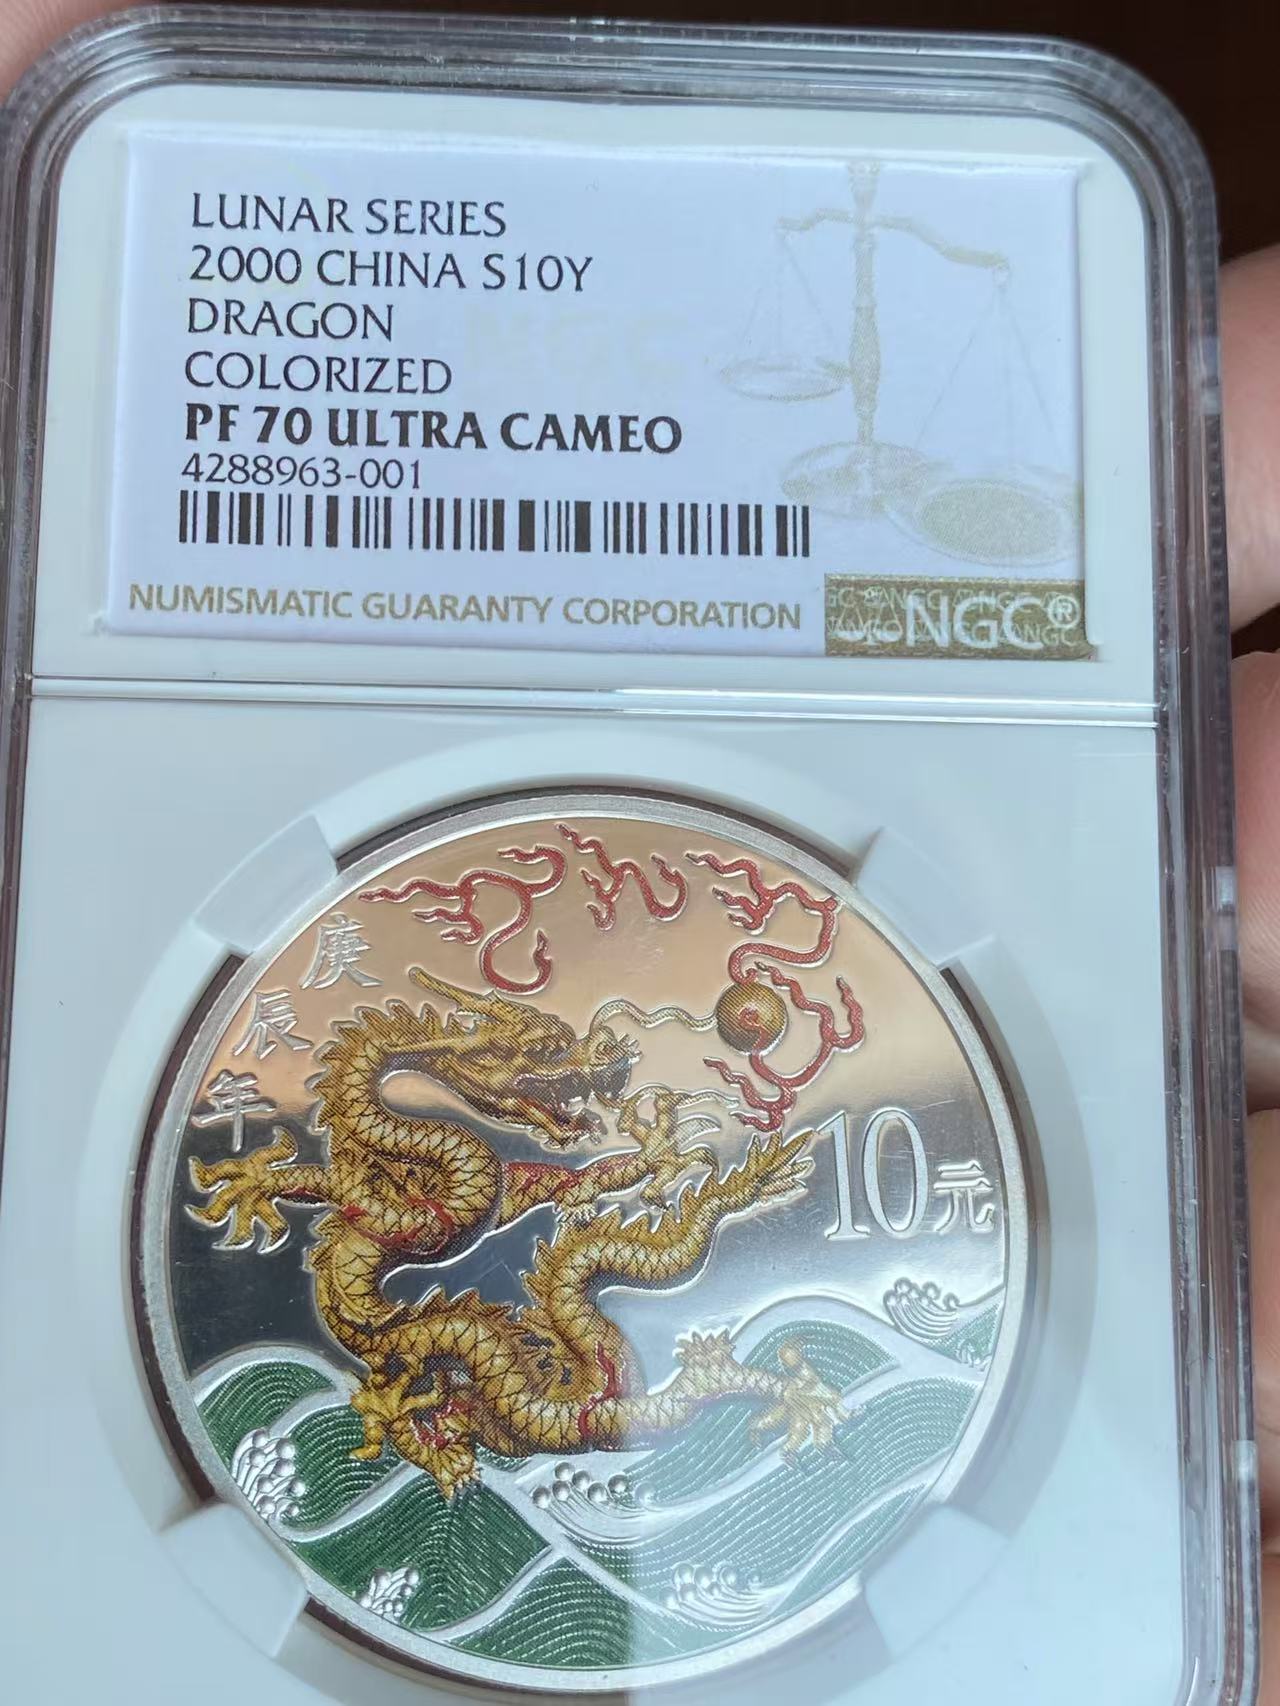 LUNAR SERIES
2000 CHINA S10Y
DRAGON
COLORIZED
PF 70 ULTRA CAMEO
4288963-001
NUMISMATIC GUARANTY CORPORATION
NGC®
庚辰年
10元